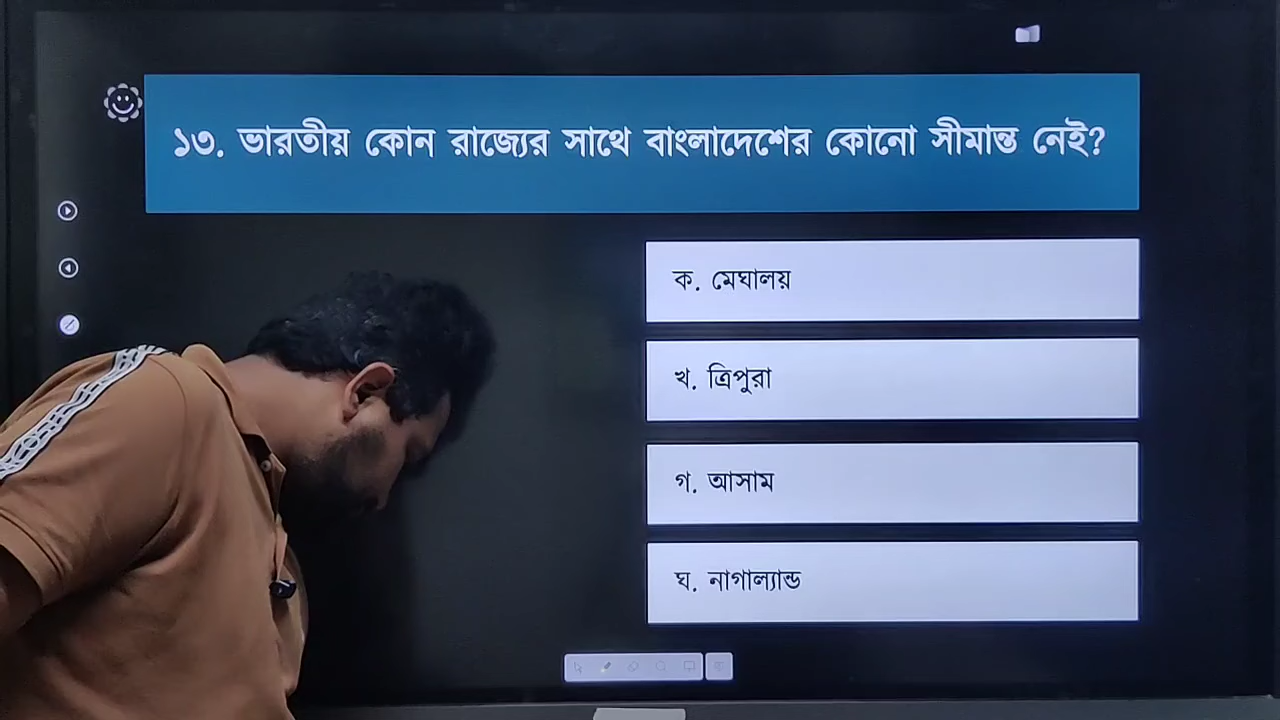 ১৩. ভারতীয় কোন রাজ্যের সাথে বাংলাদেশের কোনো সীমান্ত নেই?
ক. মেঘালয়
খ. ত্রিপুরা
গ. আসাম
ঘ. নাগাল্যান্ড